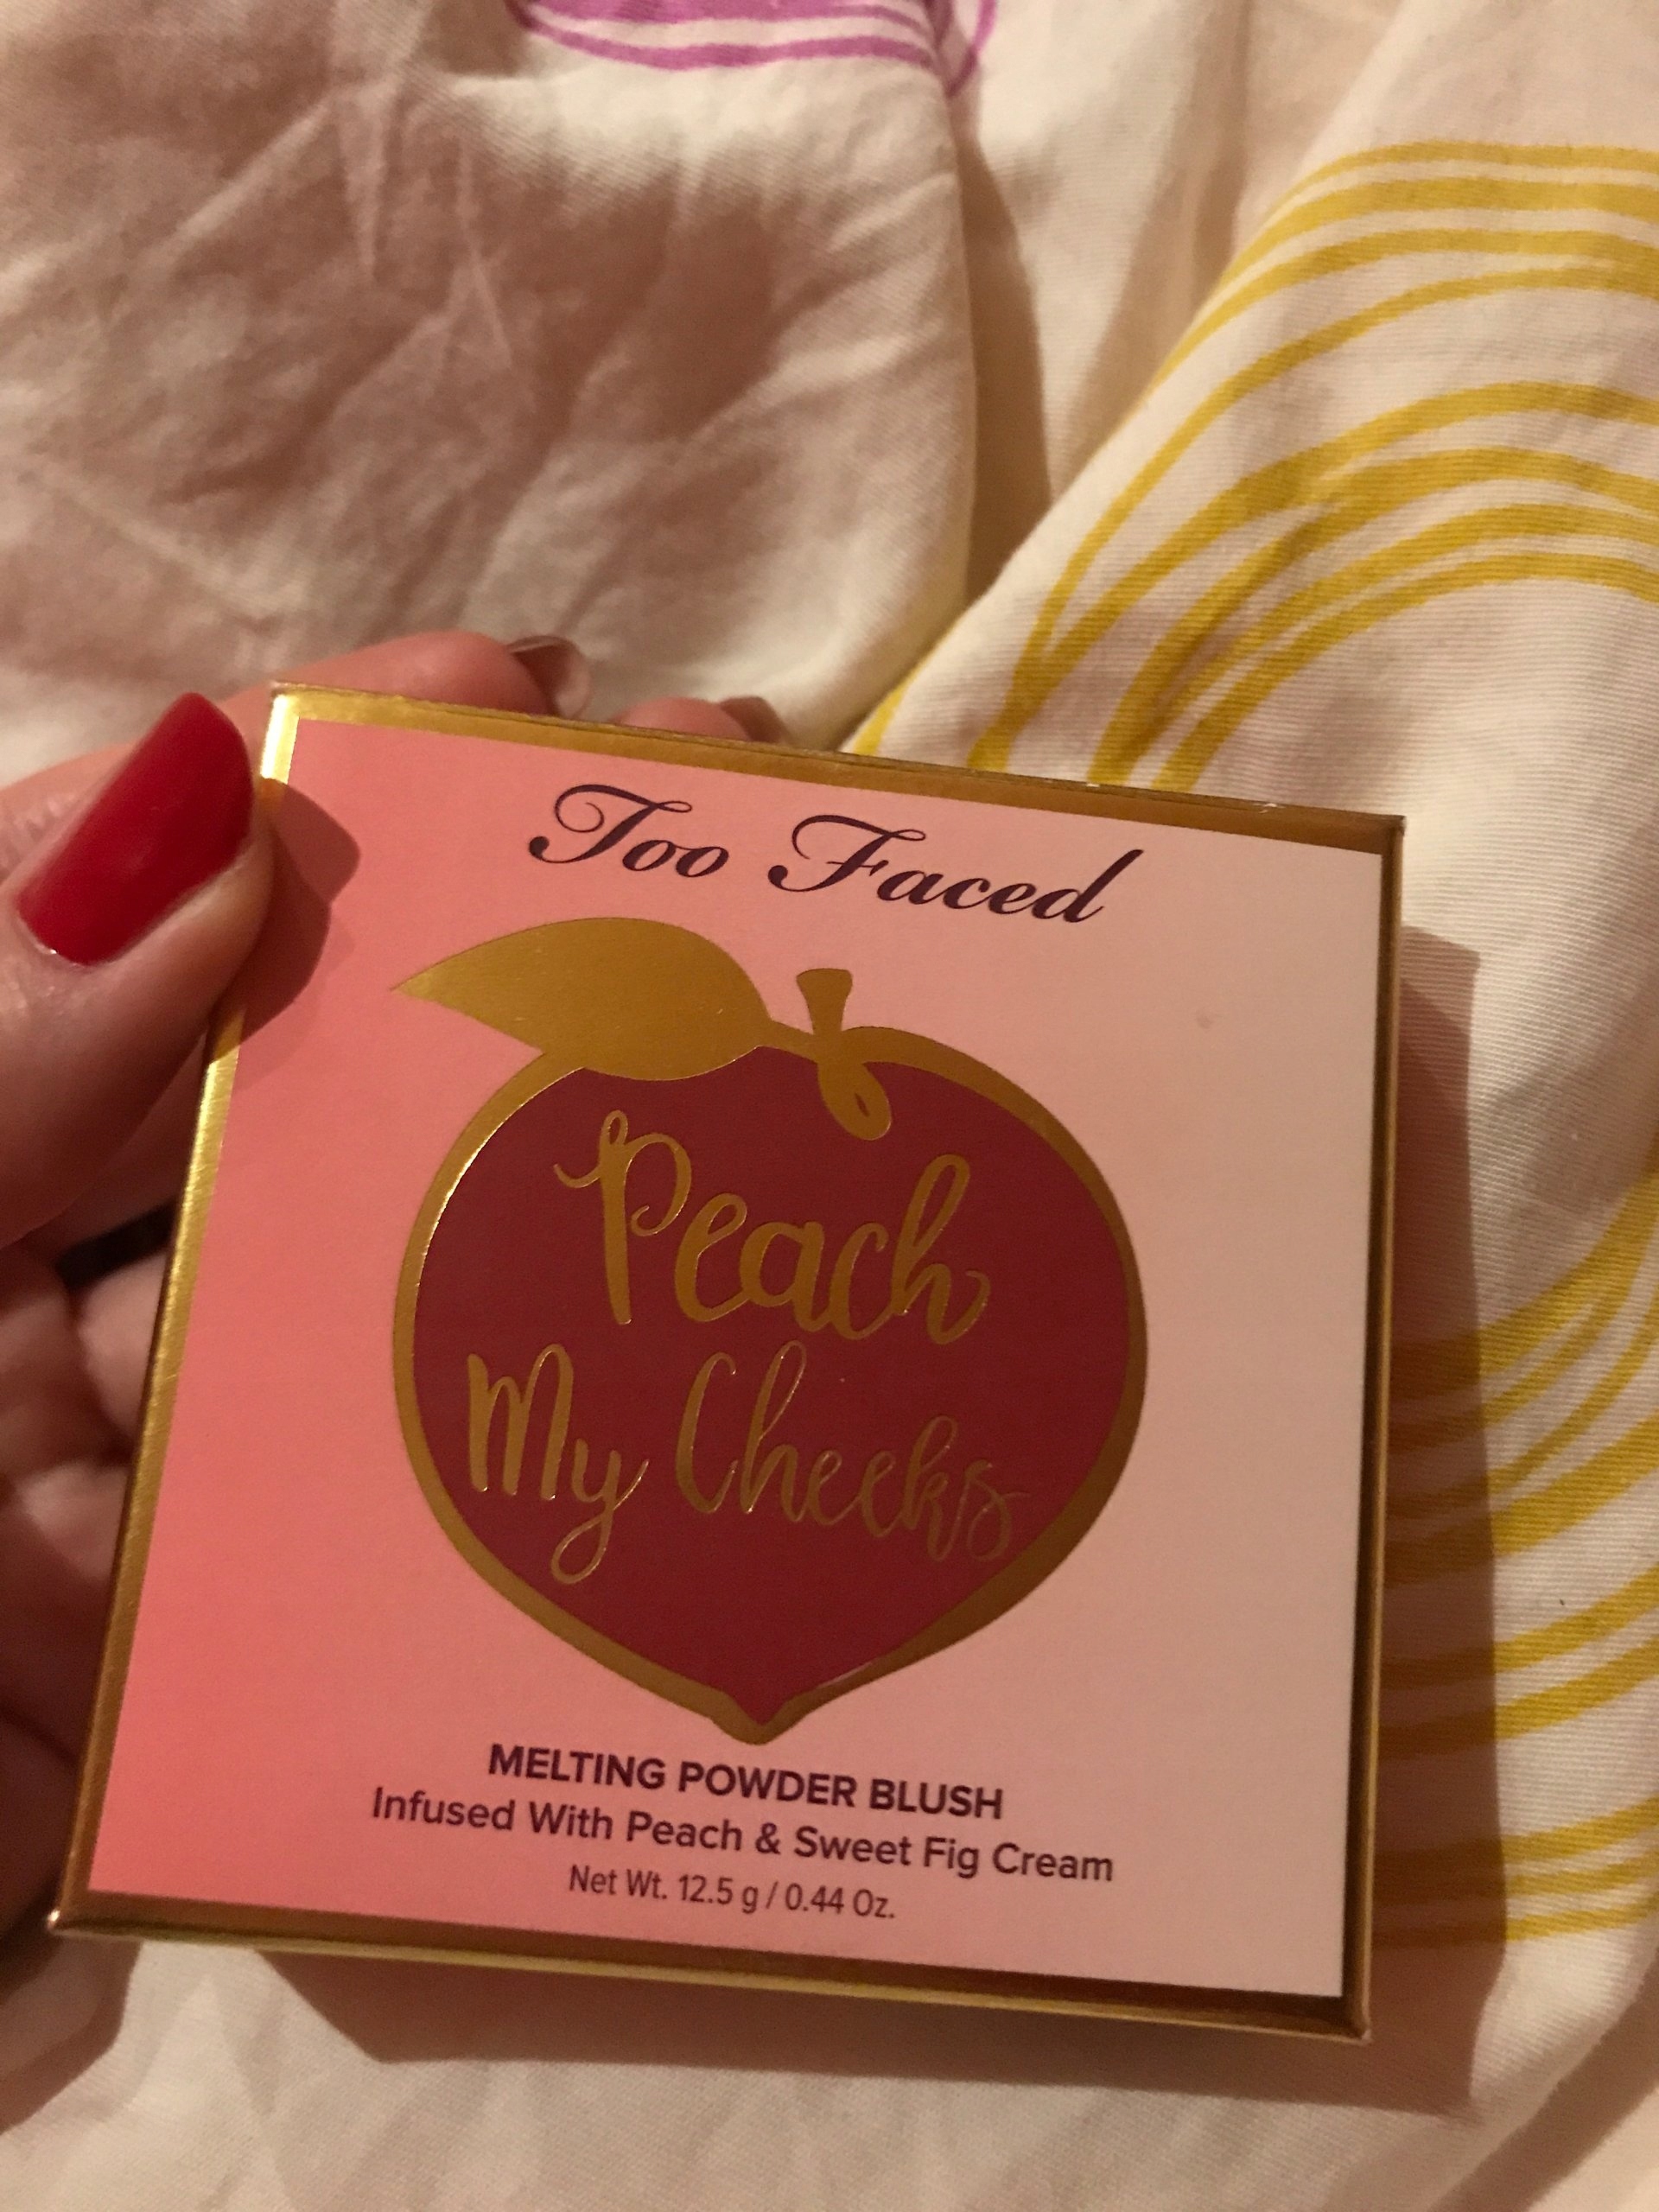 Too Faced
Peach
My Cheeks
MELTING POWDER BLUSH
Infused With Peach & Sweet Fig Cream
Net Wt. 12.5 g / 0.44 Oz.